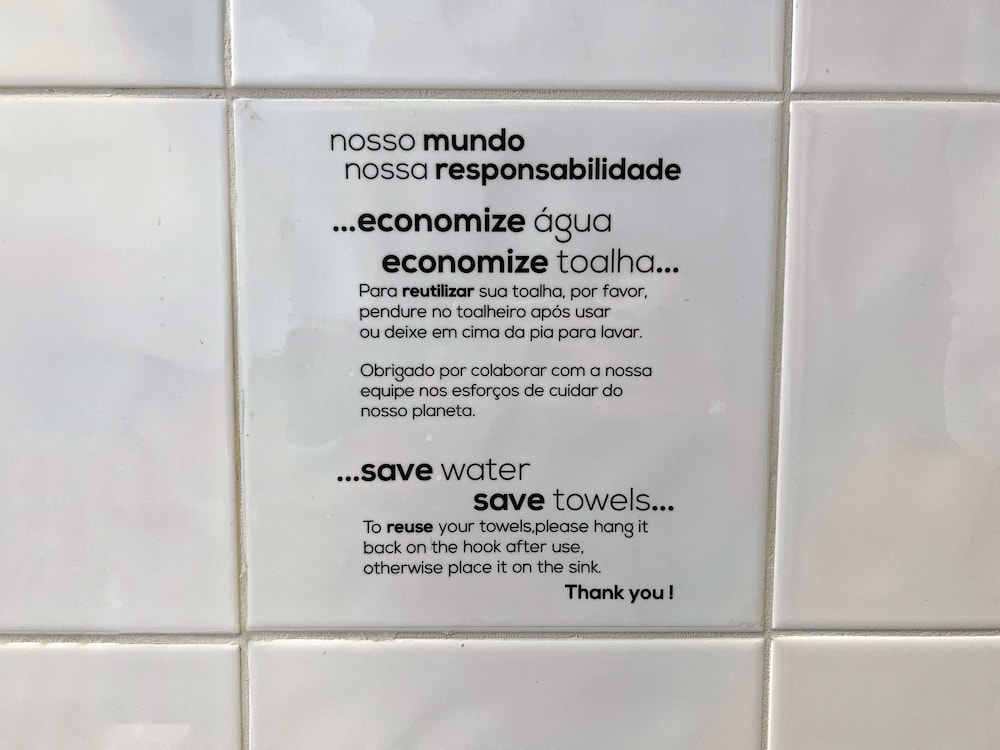 nosso mundo
nossa responsabilidade
...economize água
economize toalha...
Para reutilizar sua toalha, por favor,
pendure no toalheiro após usar
ou deixe em cima da pia para lavar.
Obrigado por colaborar com a nossa
equipe nos esforços de cuidar do
nosso planeta.
...save water
save towels...
To reuse your towels,please hang it
back on the hook after use,
otherwise place it on the sink.
Thank you !